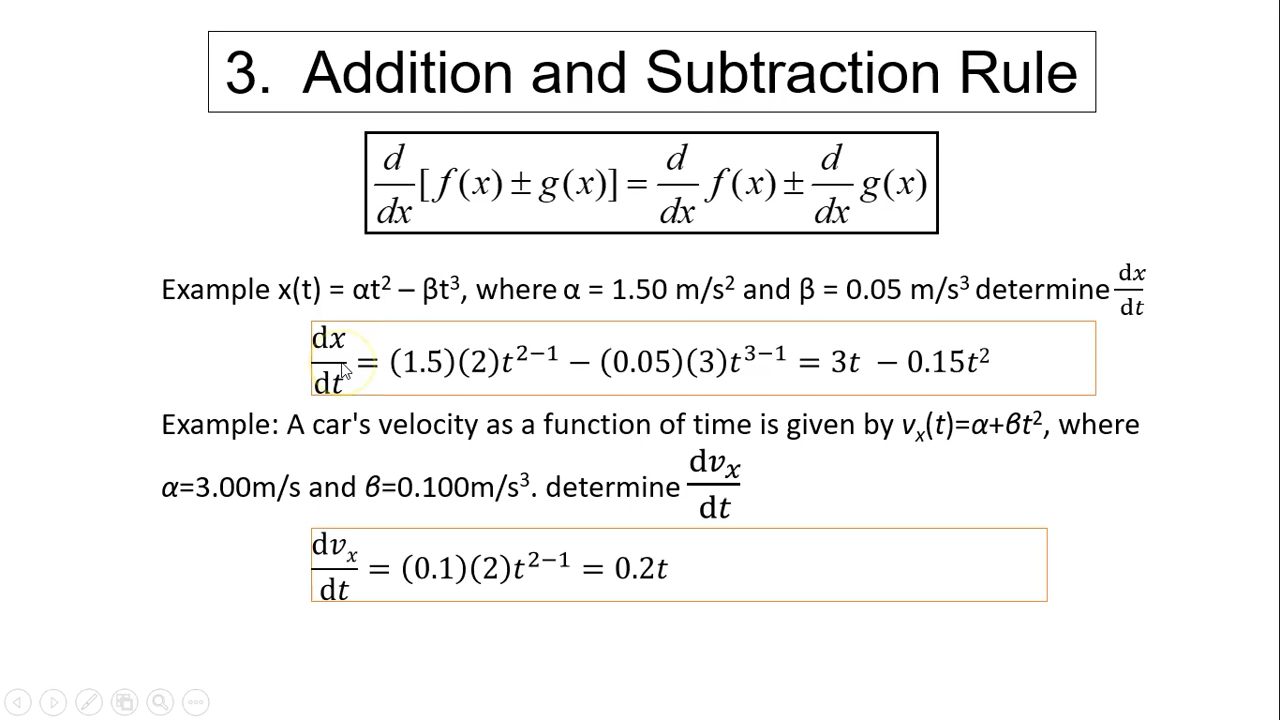 3. Addition and Subtraction Rule
d/dx [f(x) ± g(x)] = d/dx f(x) ± d/dx g(x)
Example x(t) = αt² – βt³, where α = 1.50 m/s² and β = 0.05 m/s³ determine dx/dt
dx/dt = (1.5)(2)t²⁻¹ − (0.05)(3)t³⁻¹ = 3t − 0.15t²
Example: A car's velocity as a function of time is given by vₓ(t)=α+βt², where
α=3.00m/s and β=0.100m/s³. determine dvₓ/dt
dvₓ/dt = (0.1)(2)t²⁻¹ = 0.2t